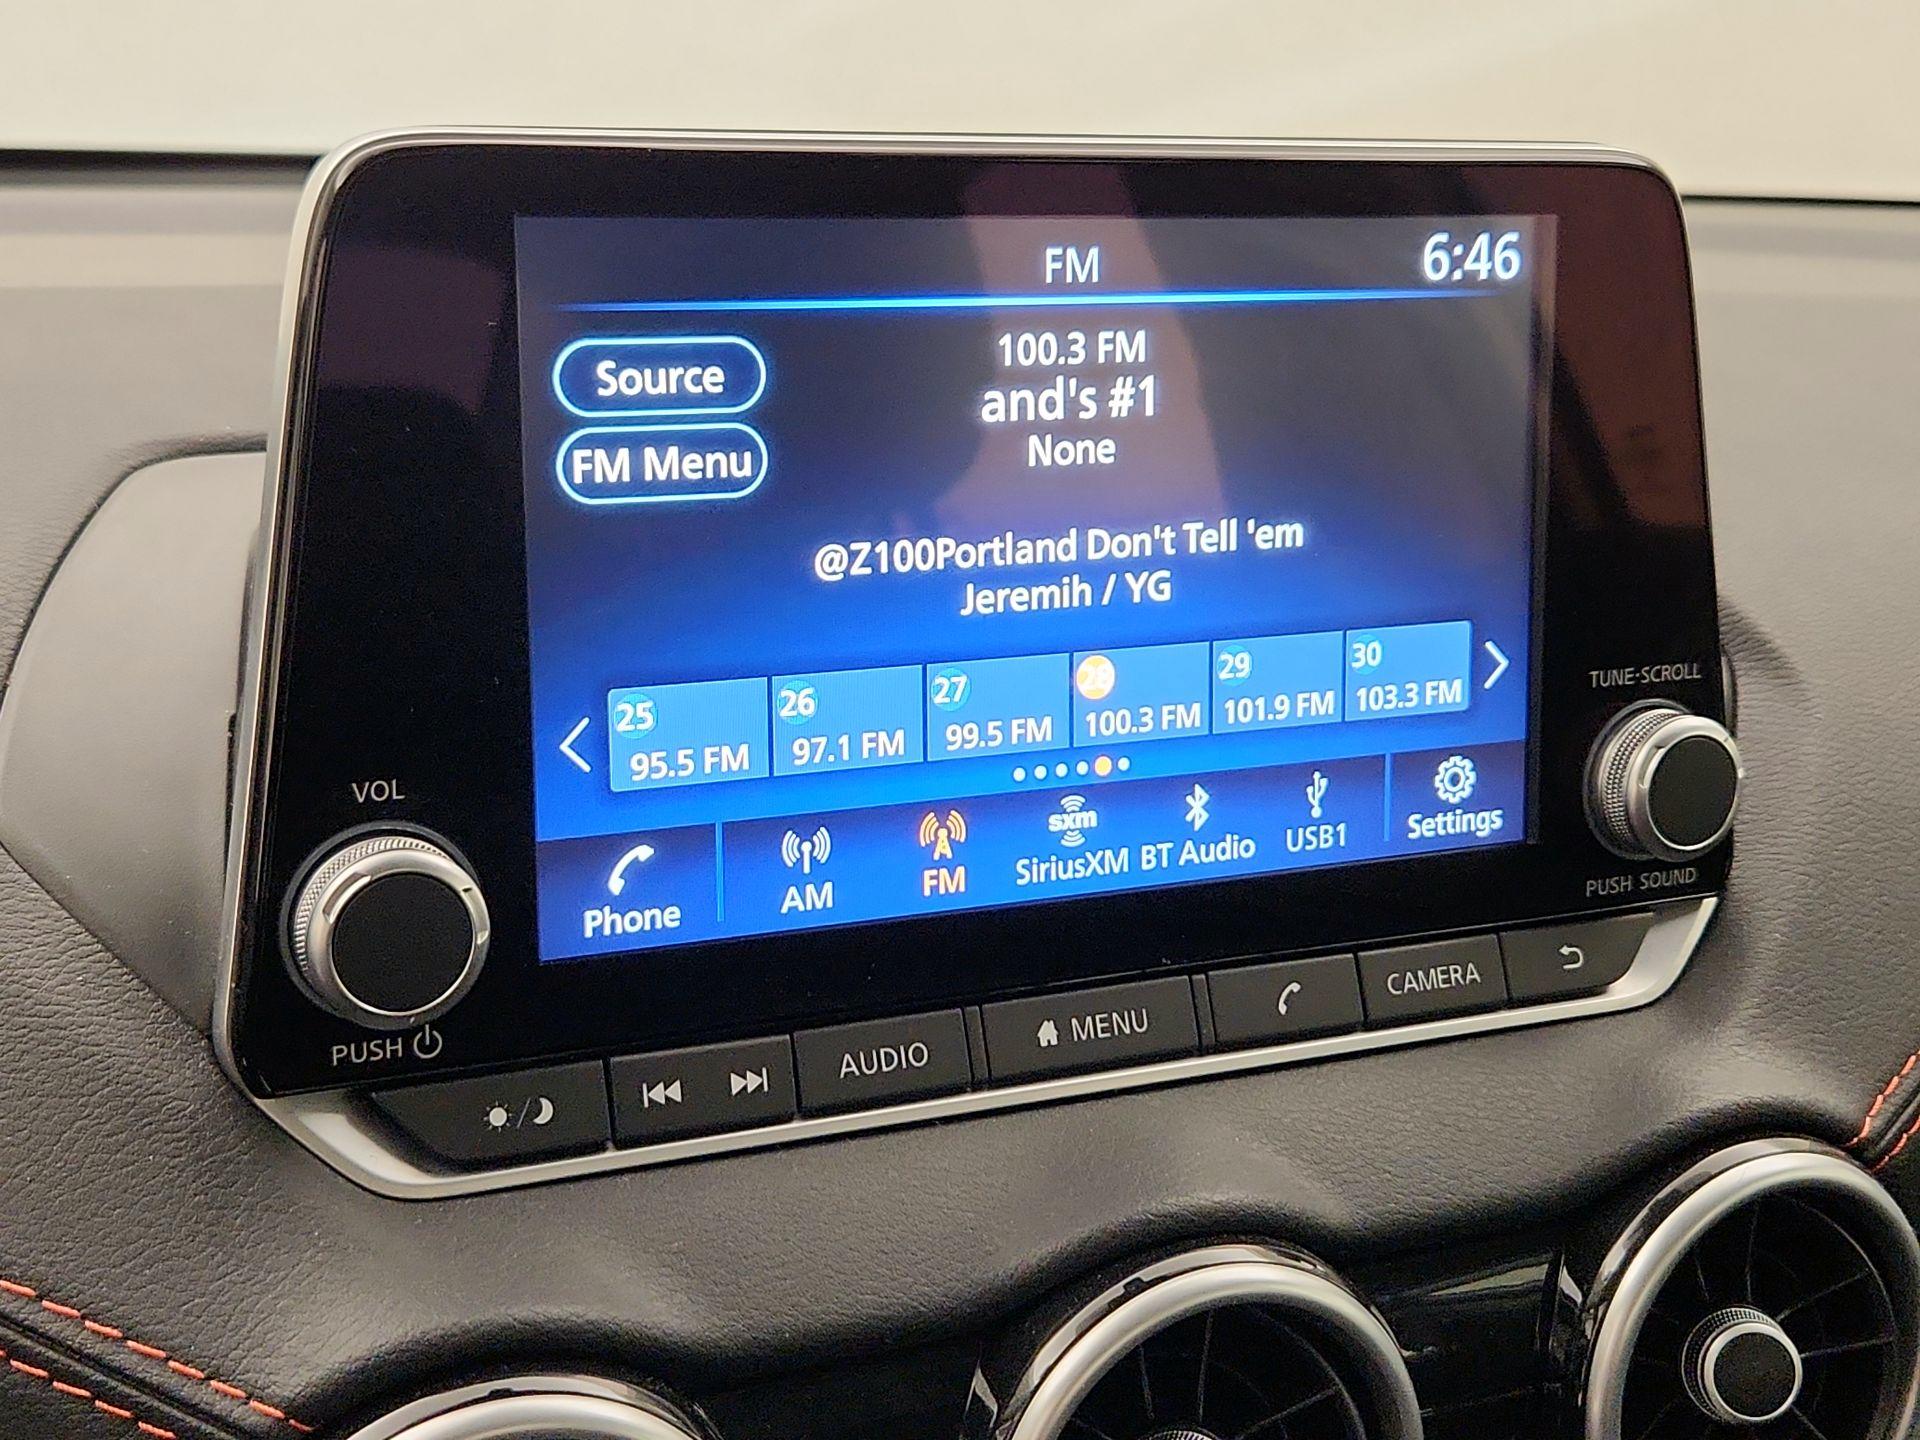 FM
6:46
Source
FM Menu
100.3 FM
and's #1
None
@Z100Portland Don't Tell 'em
Jeremih / YG
25
95.5 FM
26
97.1 FM
27
99.5 FM
28
100.3 FM
29
101.9 FM
30
103.3 FM
Phone
AM
FM
sxm
SiriusXM
BT Audio
USB1
Settings
VOL
PUSH
TUNE·SCROLL
PUSH SOUND
AUDIO
MENU
CAMERA